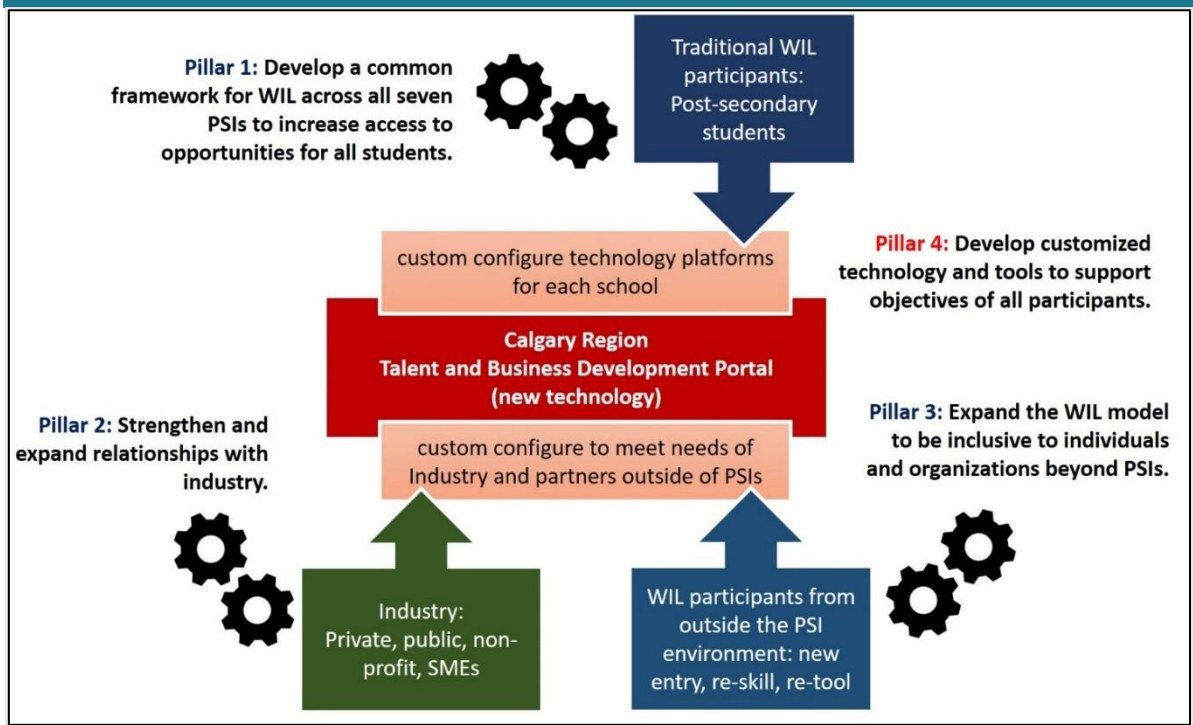 Pillar 1: Develop a common
framework for WIL across all seven
PSIs to increase access to
opportunities for all students.
Traditional WIL
participants:
Post-secondary
students
custom configure technology platforms
for each school
Pillar 4: Develop customized
technology and tools to support
objectives of all participants.
Calgary Region
Talent and Business Development Portal
(new technology)
Pillar 2: Strengthen and
expand relationships with
industry.
custom configure to meet needs of
Industry and partners outside of PSIs
Pillar 3: Expand the WIL model
to be inclusive to individuals
and organizations beyond PSIs.
Industry:
Private, public, non-
profit, SMEs
WIL participants from
outside the PSI
environment: new
entry, re-skill, re-tool